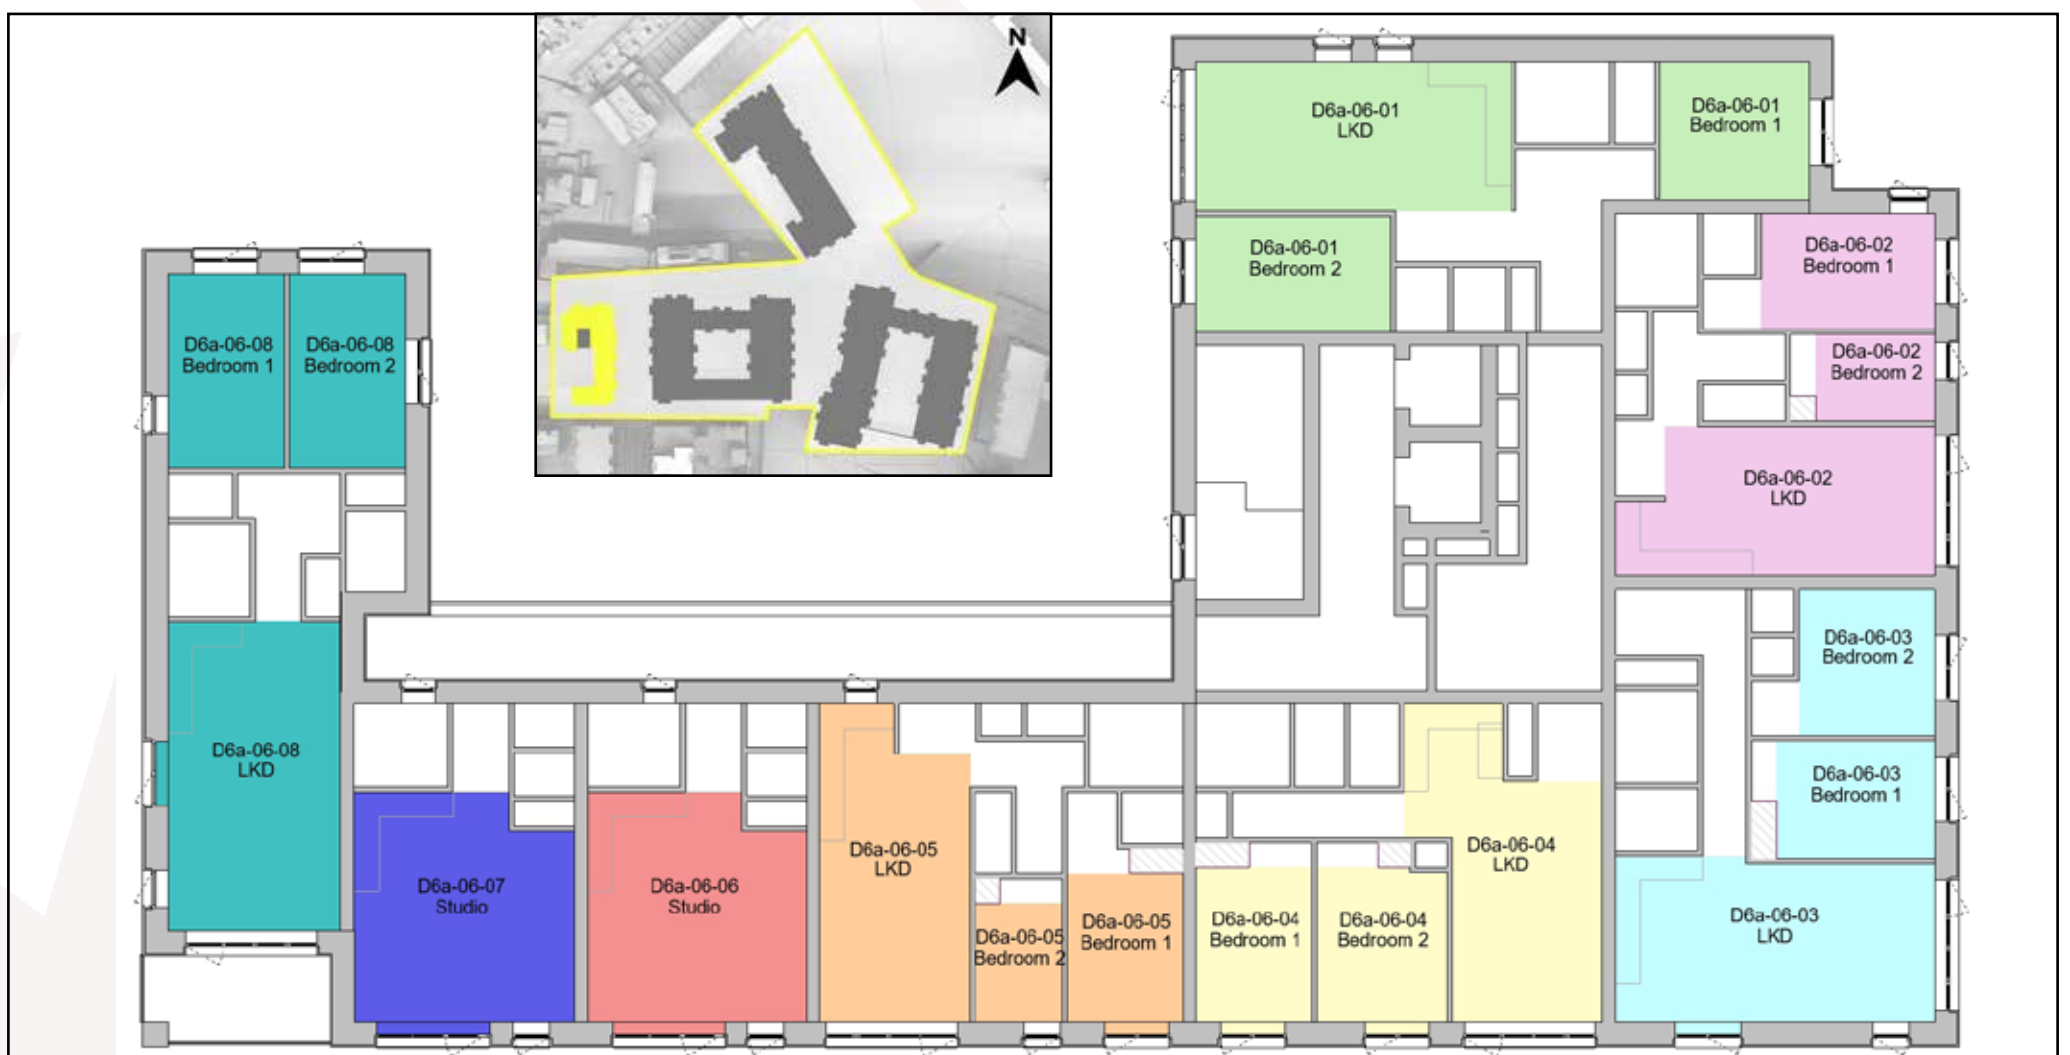 N
D6a-06-01
LKD
D6a-06-01
Bedroom 1
D6a-06-01
Bedroom 2
D6a-06-02
Bedroom 1
D6a-06-02
Bedroom 2
D6a-06-02
LKD
D6a-06-03
Bedroom 2
D6a-06-03
Bedroom 1
D6a-06-03
LKD
D6a-06-08
Bedroom 1
D6a-06-08
Bedroom 2
D6a-06-08
LKD
D6a-06-07
Studio
D6a-06-06
Studio
D6a-06-05
LKD
D6a-06-05
Bedroom 2
D6a-06-05
Bedroom 1
D6a-06-04
Bedroom 1
D6a-06-04
Bedroom 2
D6a-06-04
LKD